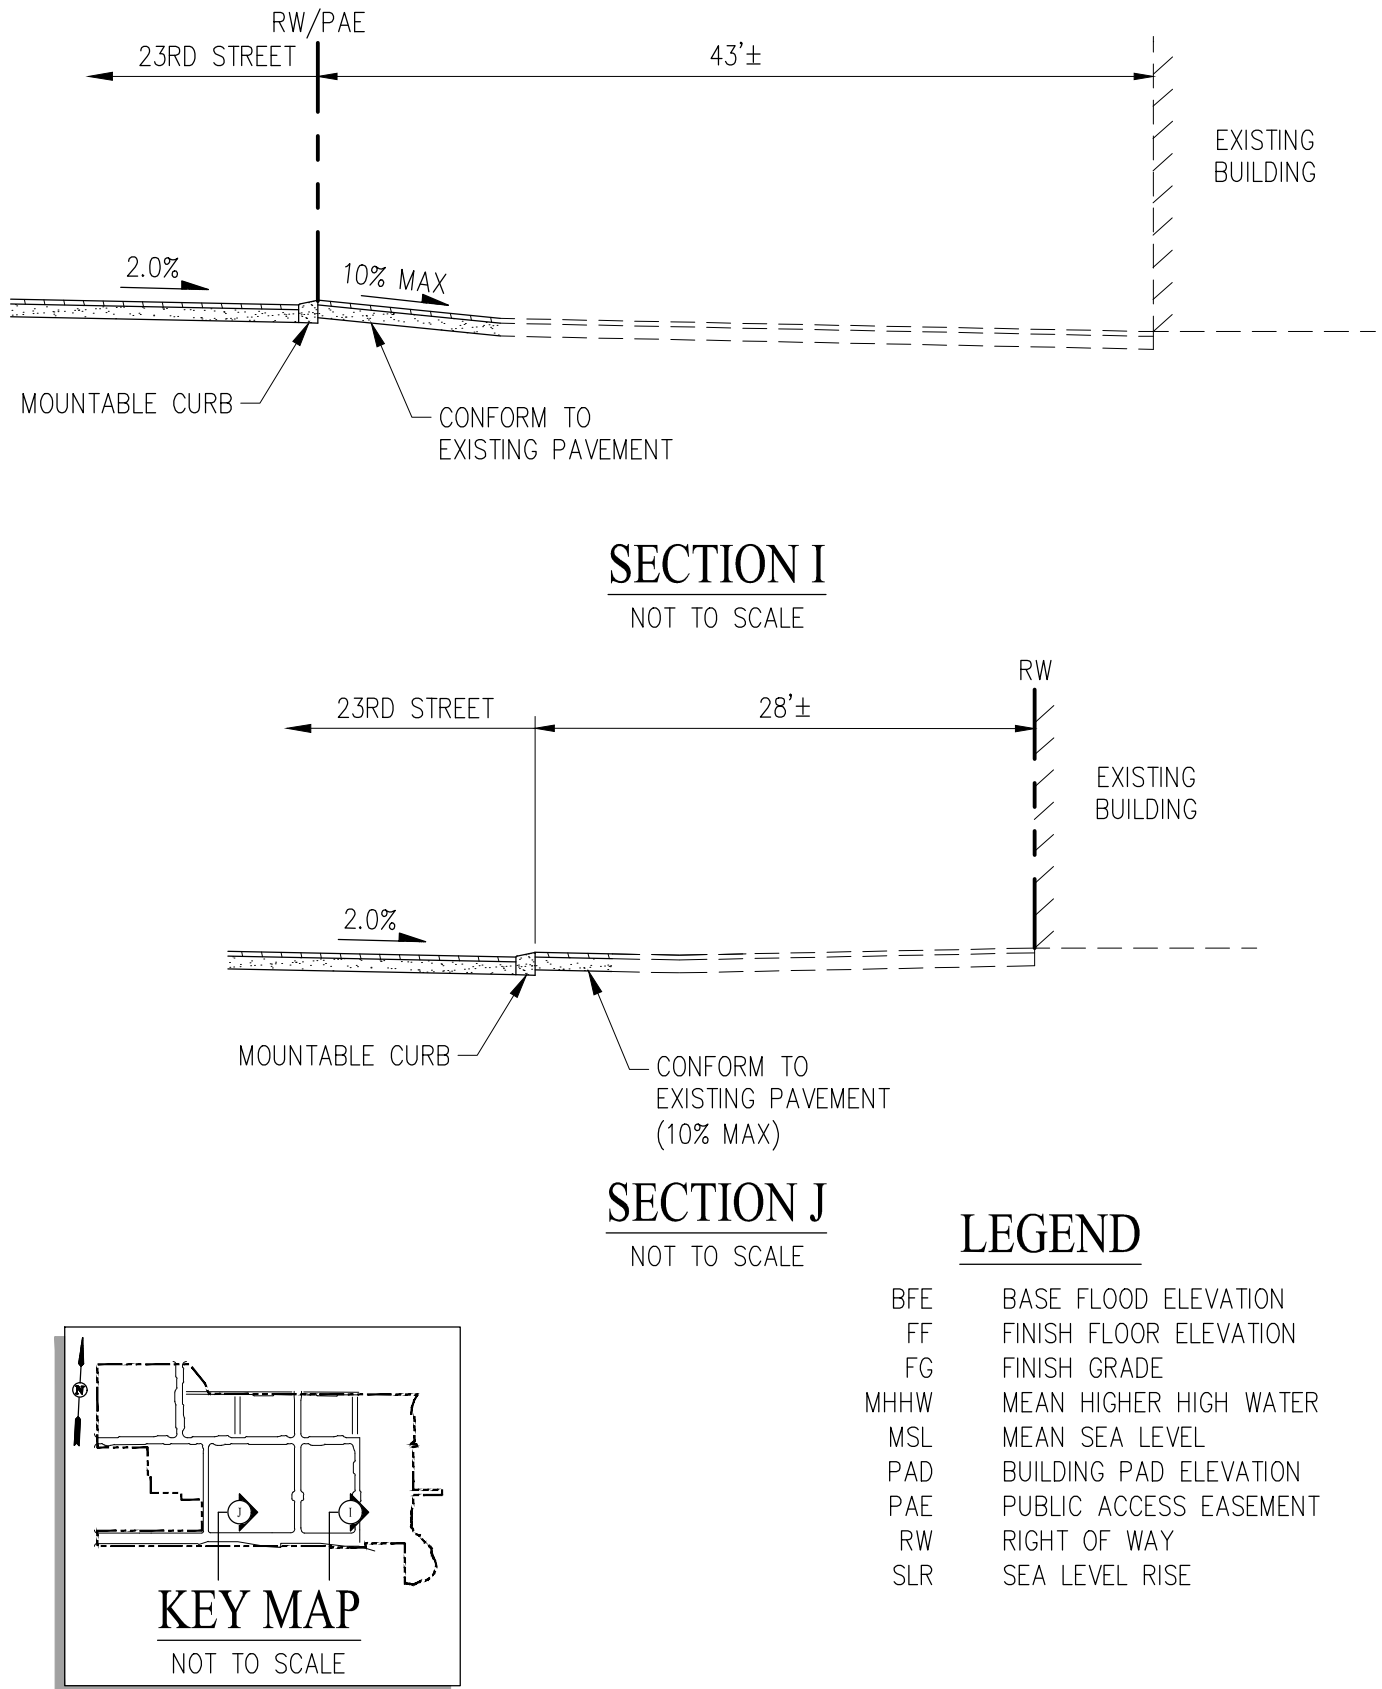 RW/PAE
23RD STREET
43'±
EXISTING
BUILDING
2.0%
10% MAX
MOUNTABLE CURB
CONFORM TO
EXISTING PAVEMENT
SECTION I
NOT TO SCALE
RW
23RD STREET
28'±
EXISTING
BUILDING
2.0%
MOUNTABLE CURB
CONFORM TO
EXISTING PAVEMENT
(10% MAX)
SECTION J
NOT TO SCALE
LEGEND
BFE BASE FLOOD ELEVATION
FF FINISH FLOOR ELEVATION
FG FINISH GRADE
MHHW MEAN HIGHER HIGH WATER
MSL MEAN SEA LEVEL
PAD BUILDING PAD ELEVATION
PAE PUBLIC ACCESS EASEMENT
RW RIGHT OF WAY
SLR SEA LEVEL RISE
N
J
I
KEY MAP
NOT TO SCALE